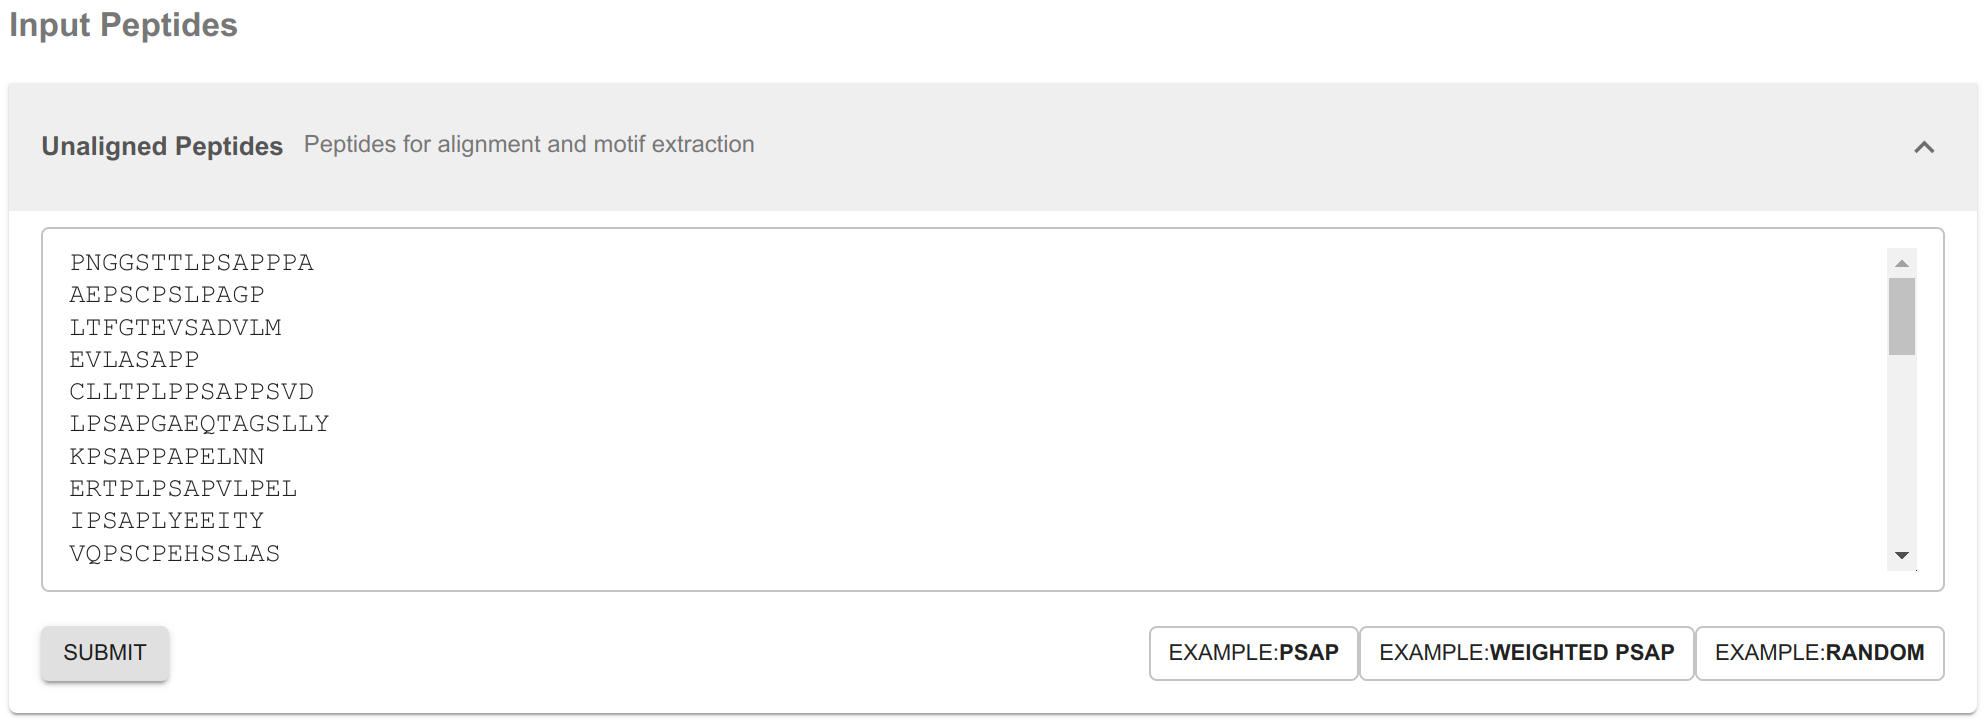 Input Peptides
Unaligned Peptides Peptides for alignment and motif extraction
PNGGSTTLPSAPPPA
AEPSCPSLPAGP
LTFGTEVSADVLM
EVLASAPP
CLLTPLPPSAPPSVD
LPSAPGAEQTAGSLLY
KPSAPPAPELNN
ERTPLPSAPVLPEL
IPSAPLYEEITY
VQPSCPEHSSLAS
SUBMIT EXAMPLE:PSAP EXAMPLE:WEIGHTED PSAP EXAMPLE:RANDOM